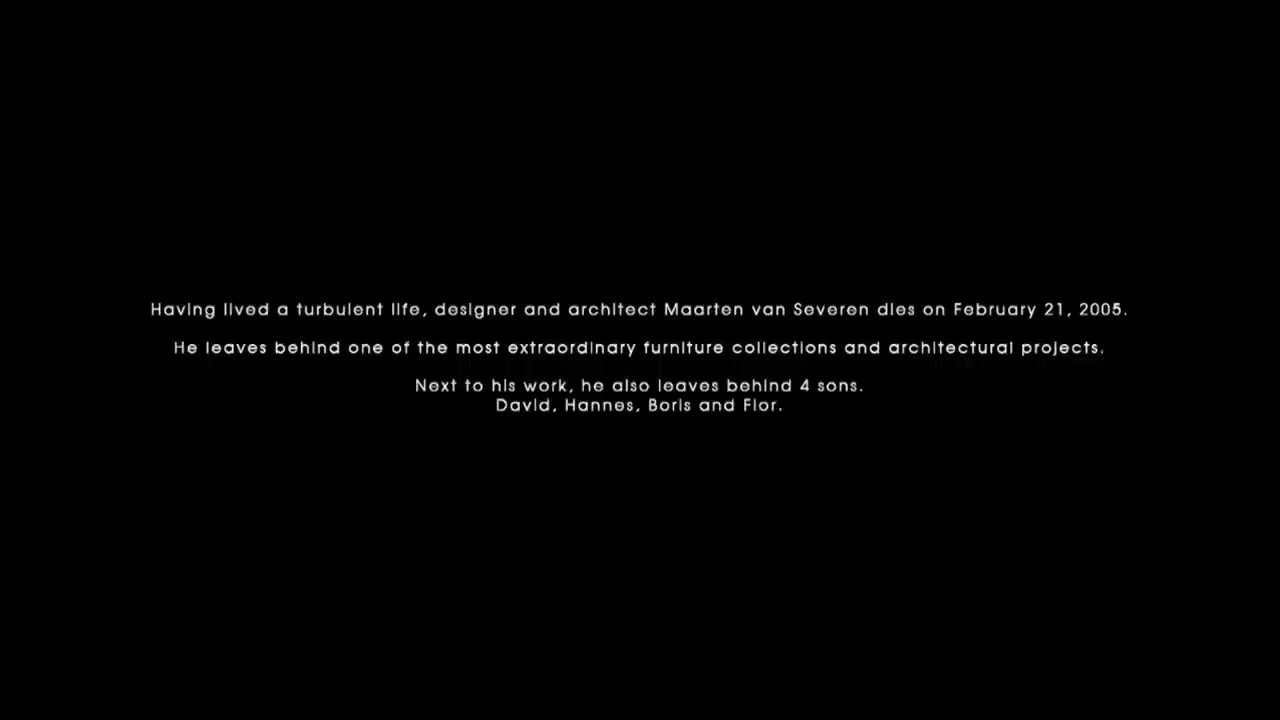 Having lived a turbulent life, designer and architect Maarten van Severen dies on February 21, 2005.
He leaves behind one of the most extraordinary furniture collections and architectural projects.
Next to his work, he also leaves behind 4 sons.
David, Hannes, Boris and Flor.